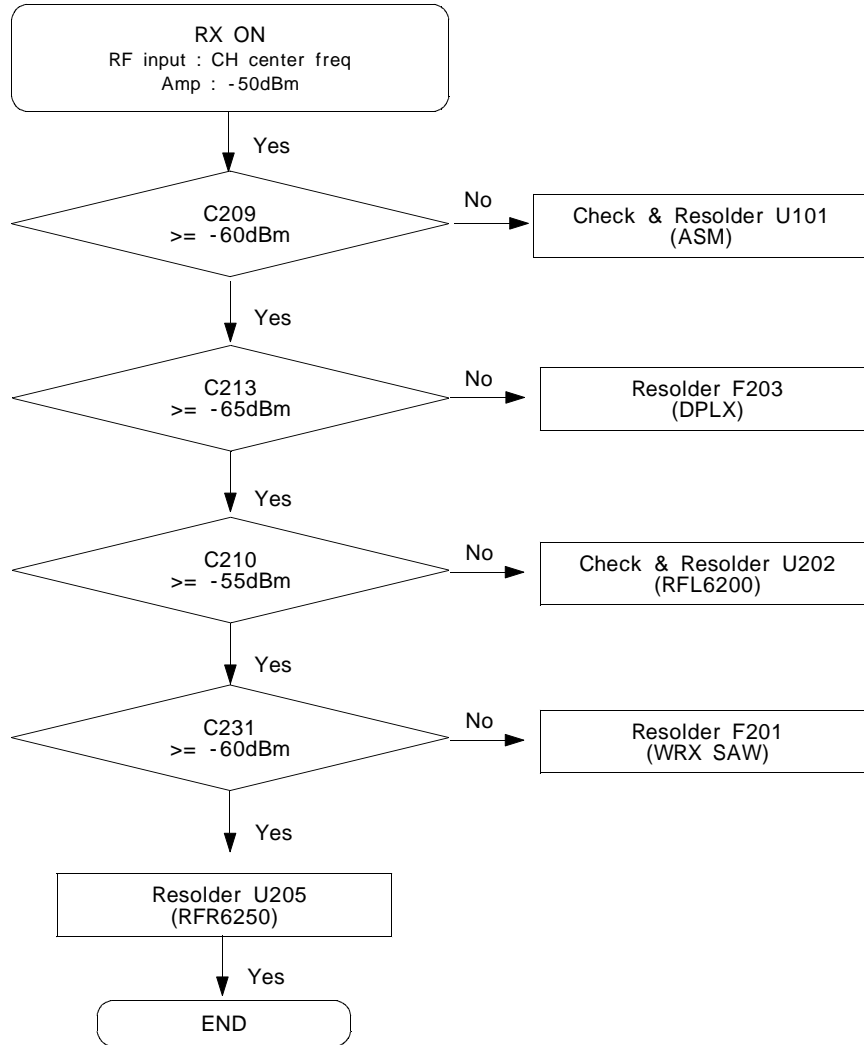 RX ON
RF input : CH center freq
Amp : -50dBm
Yes
C209
>= -60dBm
No
Check & Resolder U101
(ASM)
Yes
C213
>= -65dBm
No
Resolder F203
(DPLX)
Yes
C210
>= -55dBm
No
Check & Resolder U202
(RFL6200)
Yes
C231
>= -60dBm
No
Resolder F201
(WRX SAW)
Yes
Resolder U205
(RFR6250)
Yes
END